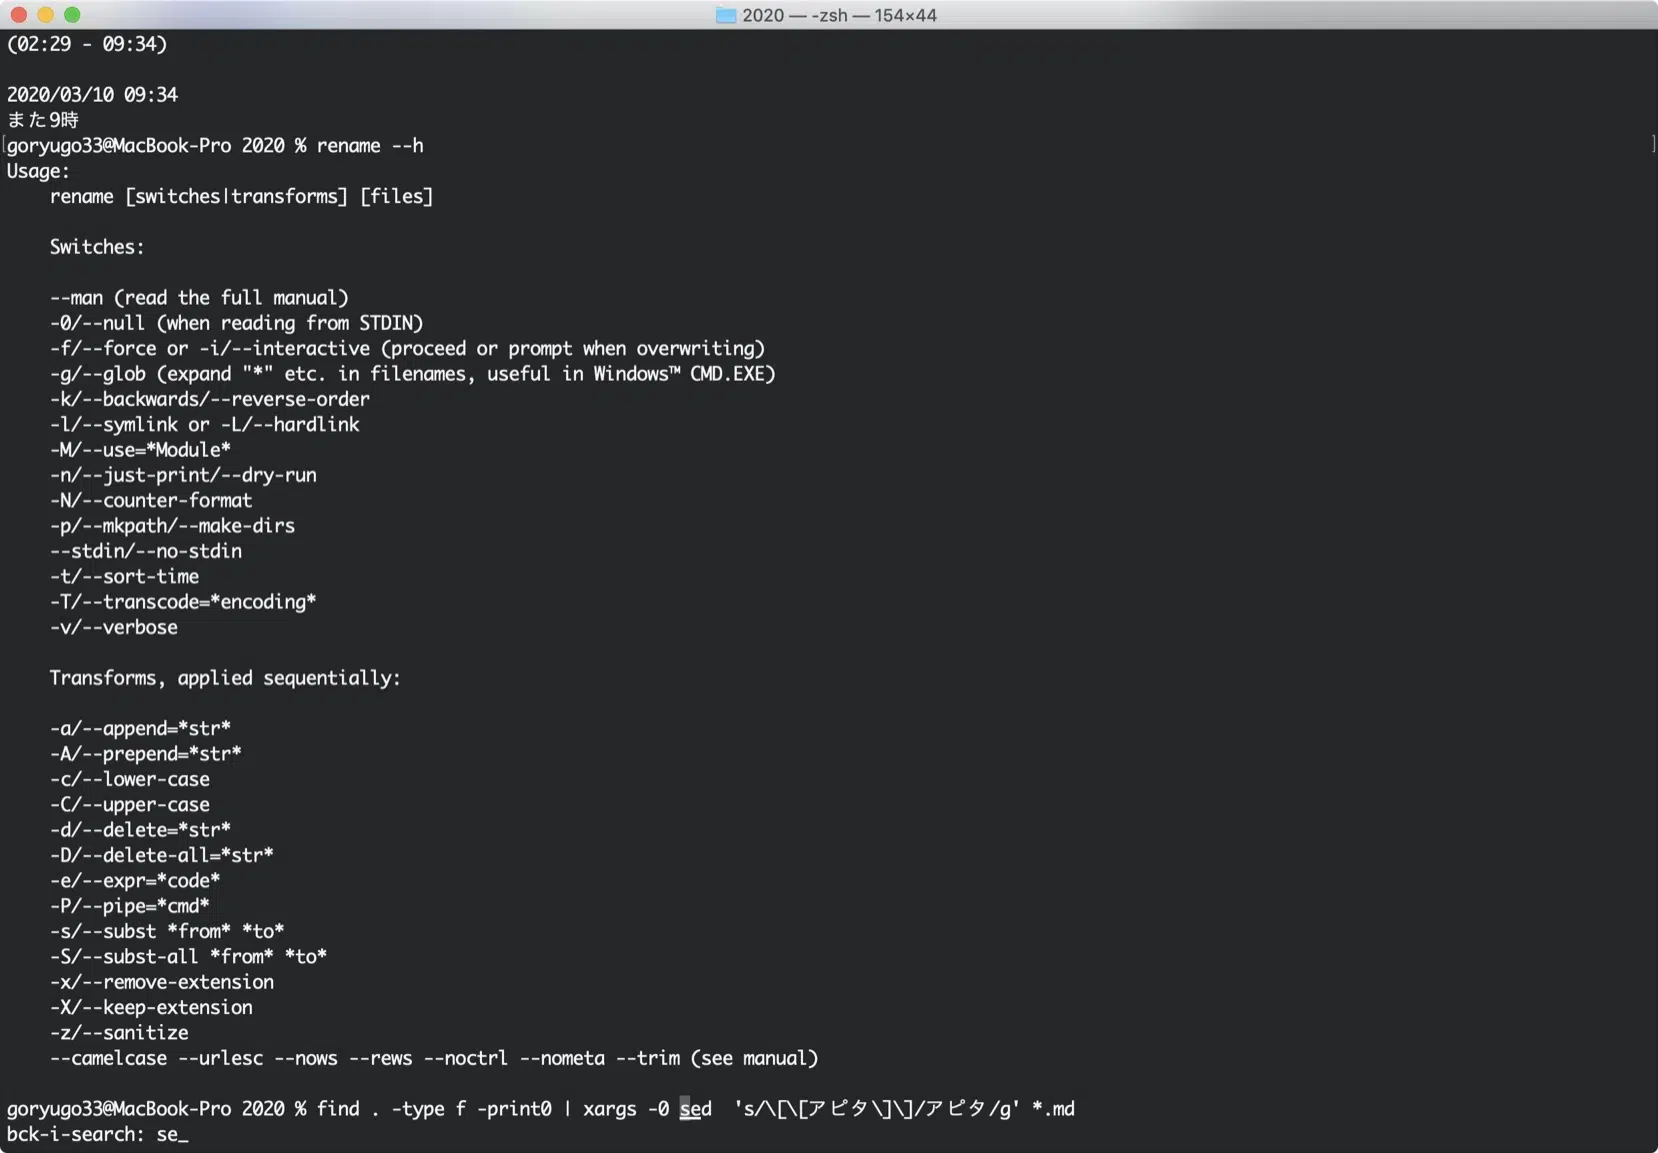 2020 — -zsh — 154×44
(02:29 - 09:34)
2020/03/10 09:34
また9時
goryugo33@MacBook-Pro 2020 % rename --h
Usage:
rename [switches|transforms] [files]
Switches:
--man (read the full manual)
-0/--null (when reading from STDIN)
-f/--force or -i/--interactive (proceed or prompt when overwriting)
-g/--glob (expand "*" etc. in filenames, useful in Windows™ CMD.EXE)
-k/--backwards/--reverse-order
-l/--symlink or -L/--hardlink
-M/--use=*Module*
-n/--just-print/--dry-run
-N/--counter-format
-p/--mkpath/--make-dirs
--stdin/--no-stdin
-t/--sort-time
-T/--transcode=*encoding*
-v/--verbose
Transforms, applied sequentially:
-a/--append=*str*
-A/--prepend=*str*
-c/--lower-case
-C/--upper-case
-d/--delete=*str*
-D/--delete-all=*str*
-e/--expr=*code*
-P/--pipe=*cmd*
-s/--subst *from* *to*
-S/--subst-all *from* *to*
-x/--remove-extension
-X/--keep-extension
-z/--sanitize
--camelcase --urlesc --nows --rews --noctrl --nometa --trim (see manual)
goryugo33@MacBook-Pro 2020 % find . -type f -print0 | xargs -0 sed  's/\[\[アピタ\]\]/アピタ/g' *.md
bck-i-search: se_